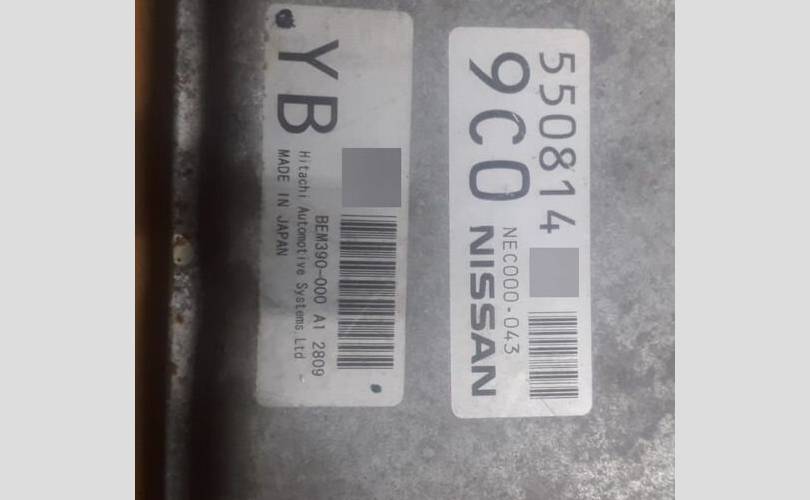 550814
9C0
NEC000-043
NISSAN
YB
BEM390-000 A1 2809
Hitachi Automotive Systems,Ltd
MADE IN JAPAN